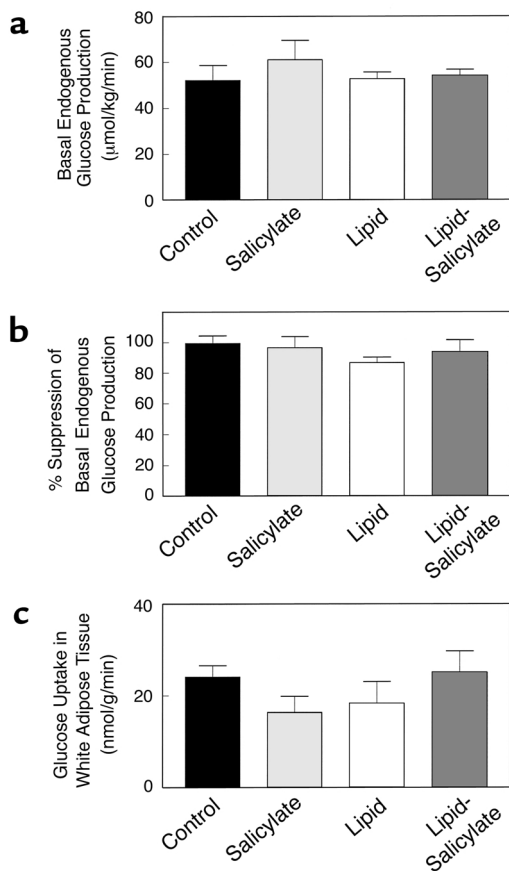 a
Basal Endogenous
Glucose Production
(μmol/kg/min)
80
60
40
20
0
Control
Salicylate
Lipid
Lipid-
Salicylate
b
% Suppression of
Basal Endogenous
Glucose Production
100
80
60
40
20
0
Control
Salicylate
Lipid
Lipid-
Salicylate
c
Glucose Uptake in
White Adipose Tissue
(nmol/g/min)
40
20
0
Control
Salicylate
Lipid
Lipid-
Salicylate